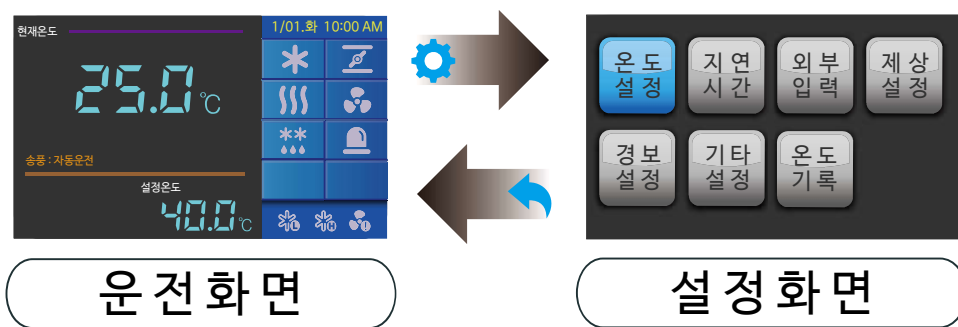 현재온도
1/01.화 10:00 AM
25.0℃
송풍 : 자동운전
설정온도
40.0℃
L H
온도
설정
지연
시간
외부
입력
제상
설정
경보
설정
기타
설정
온도
기록
운전화면
설정화면